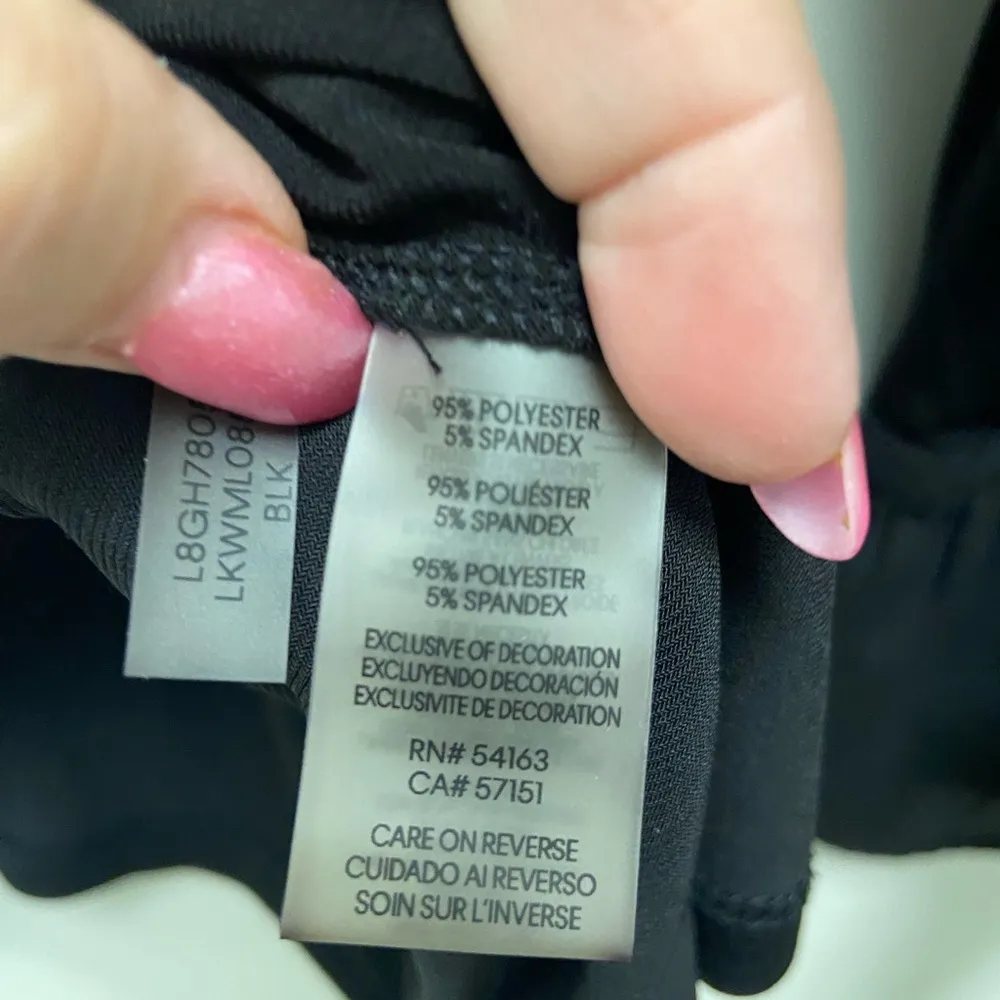 L8GH780
LKWML08
BLK
95% POLYESTER
5% SPANDEX
95% POLIÉSTER
5% SPANDEX
95% POLYESTER
5% SPANDEX
EXCLUSIVE OF DECORATION
EXCLUYENDO DECORACIÓN
EXCLUSIVITE DE DECORATION
RN# 54163
CA# 57151
CARE ON REVERSE
CUIDADO AI REVERSO
SOIN SUR L'INVERSE